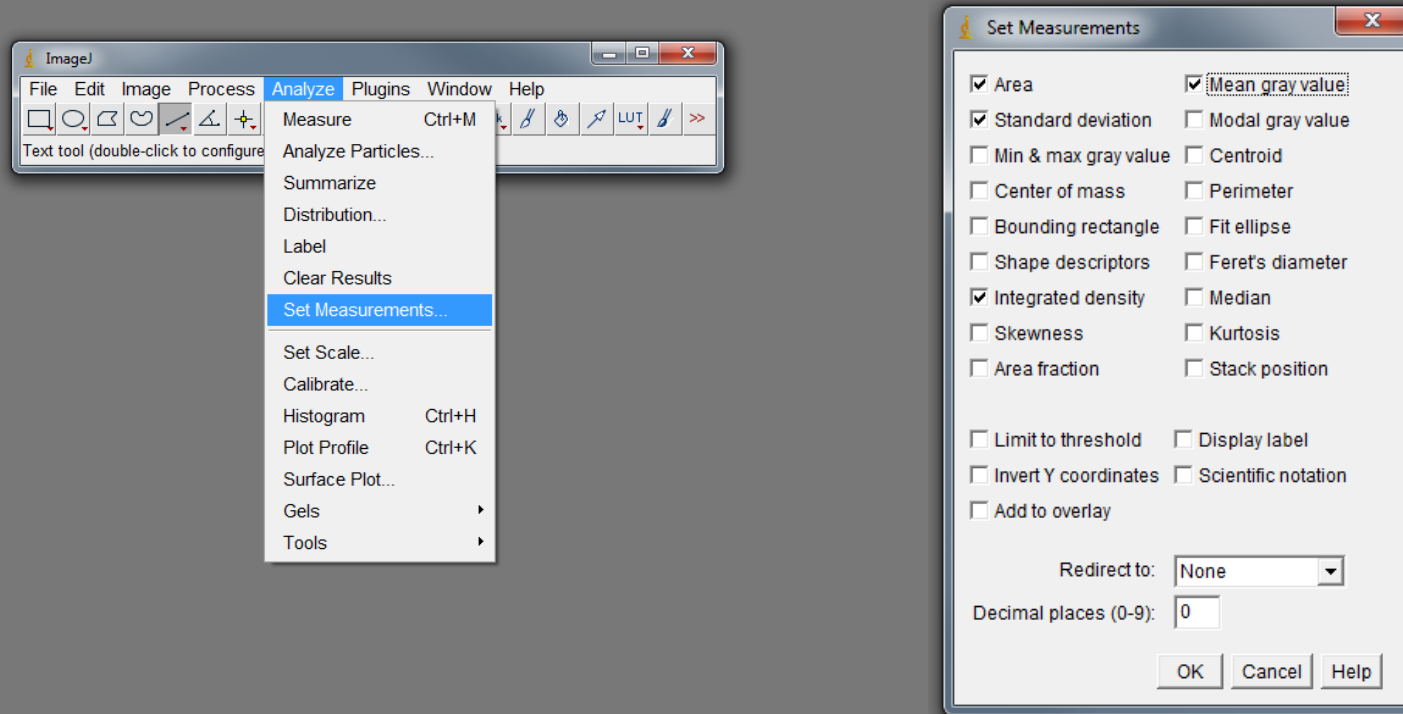 ImageJ
File Edit Image Process Analyze Plugins Window Help
LUT >>
Text tool (double-click to configure
Measure Ctrl+M
Analyze Particles...
Summarize
Distribution...
Label
Clear Results
Set Measurements...
Set Scale...
Calibrate...
Histogram Ctrl+H
Plot Profile Ctrl+K
Surface Plot...
Gels
Tools
Set Measurements
Area Mean gray value
Standard deviation Modal gray value
Min & max gray value Centroid
Center of mass Perimeter
Bounding rectangle Fit ellipse
Shape descriptors Feret's diameter
Integrated density Median
Skewness Kurtosis
Area fraction Stack position
Limit to threshold Display label
Invert Y coordinates Scientific notation
Add to overlay
Redirect to: None
Decimal places (0-9): 0
OK Cancel Help